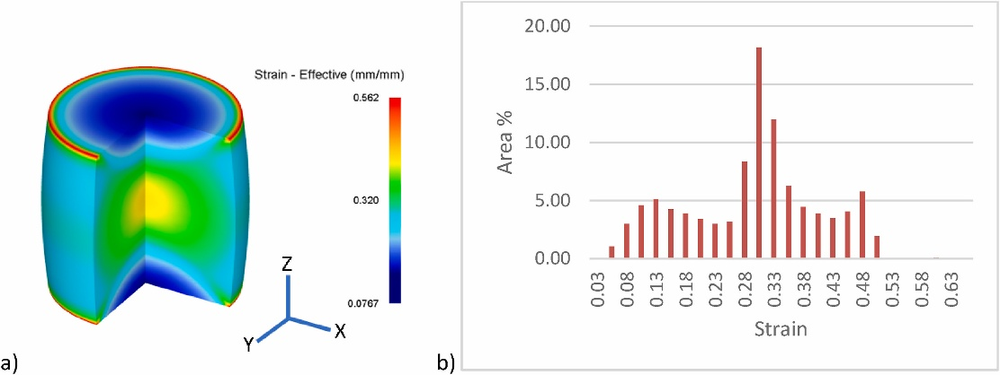 Strain - Effective (mm/mm)
0.562
0.320
0.0767
Z
X
Y
a)
20.00
15.00
10.00
5.00
0.00
Area %
0.03 0.08 0.13 0.18 0.23 0.28 0.33 0.38 0.43 0.48 0.53 0.58 0.63
Strain
b)